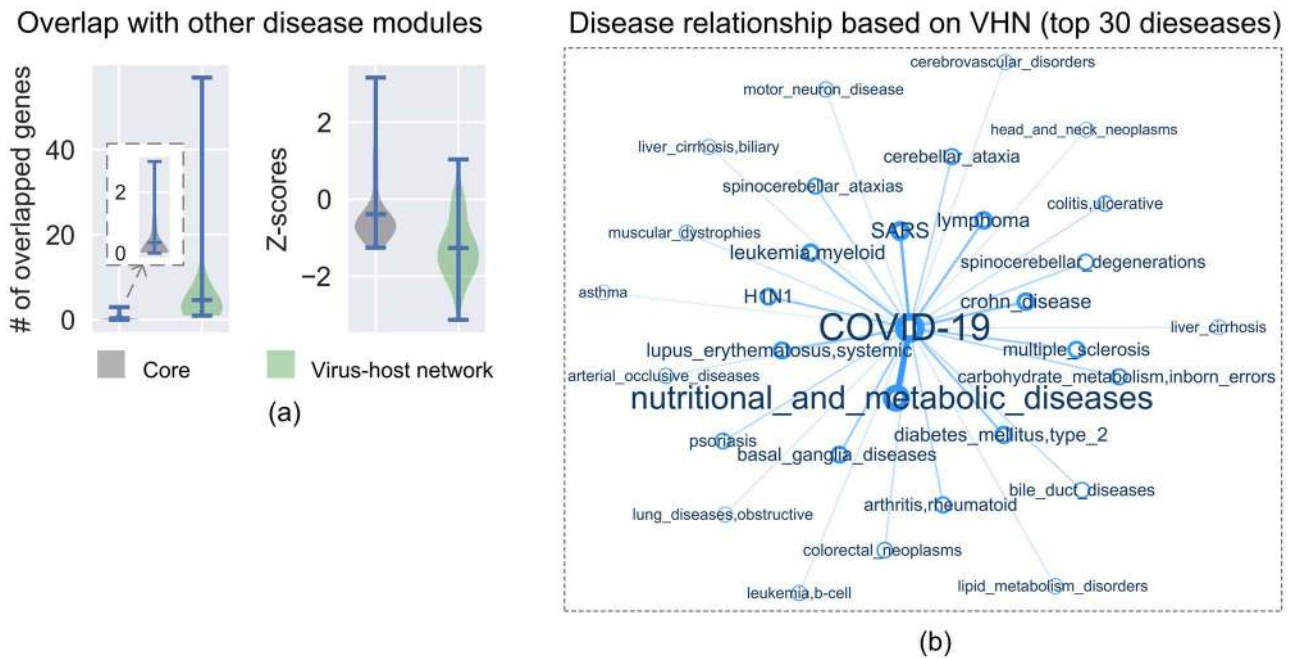 Overlap with other disease modules
# of overlapped genes
40
20
0
2
0
Z-scores
2
0
−2
Core
Virus-host network
(a)
Disease relationship based on VHN (top 30 dieseases)
cerebrovascular_disorders
motor_neuron_disease
head_and_neck_neoplasms
liver_cirrhosis,biliary
cerebellar_ataxia
spinocerebellar_ataxias
colitis,ulcerative
SARS
lymphoma
muscular_dystrophies
leukemia,myeloid
spinocerebellar_degenerations
asthma
H1N1
crohn_disease
COVID-19
liver_cirrhosis
lupus_erythematosus,systemic
multiple_sclerosis
arterial_occlusive_diseases
carbohydrate_metabolism,inborn_errors
nutritional_and_metabolic_diseases
psoriasis
diabetes_mellitus,type_2
basal_ganglia_diseases
bile_duct_diseases
lung_diseases,obstructive
arthritis,rheumatoid
colorectal_neoplasms
leukemia,b-cell
lipid_metabolism_disorders
(b)